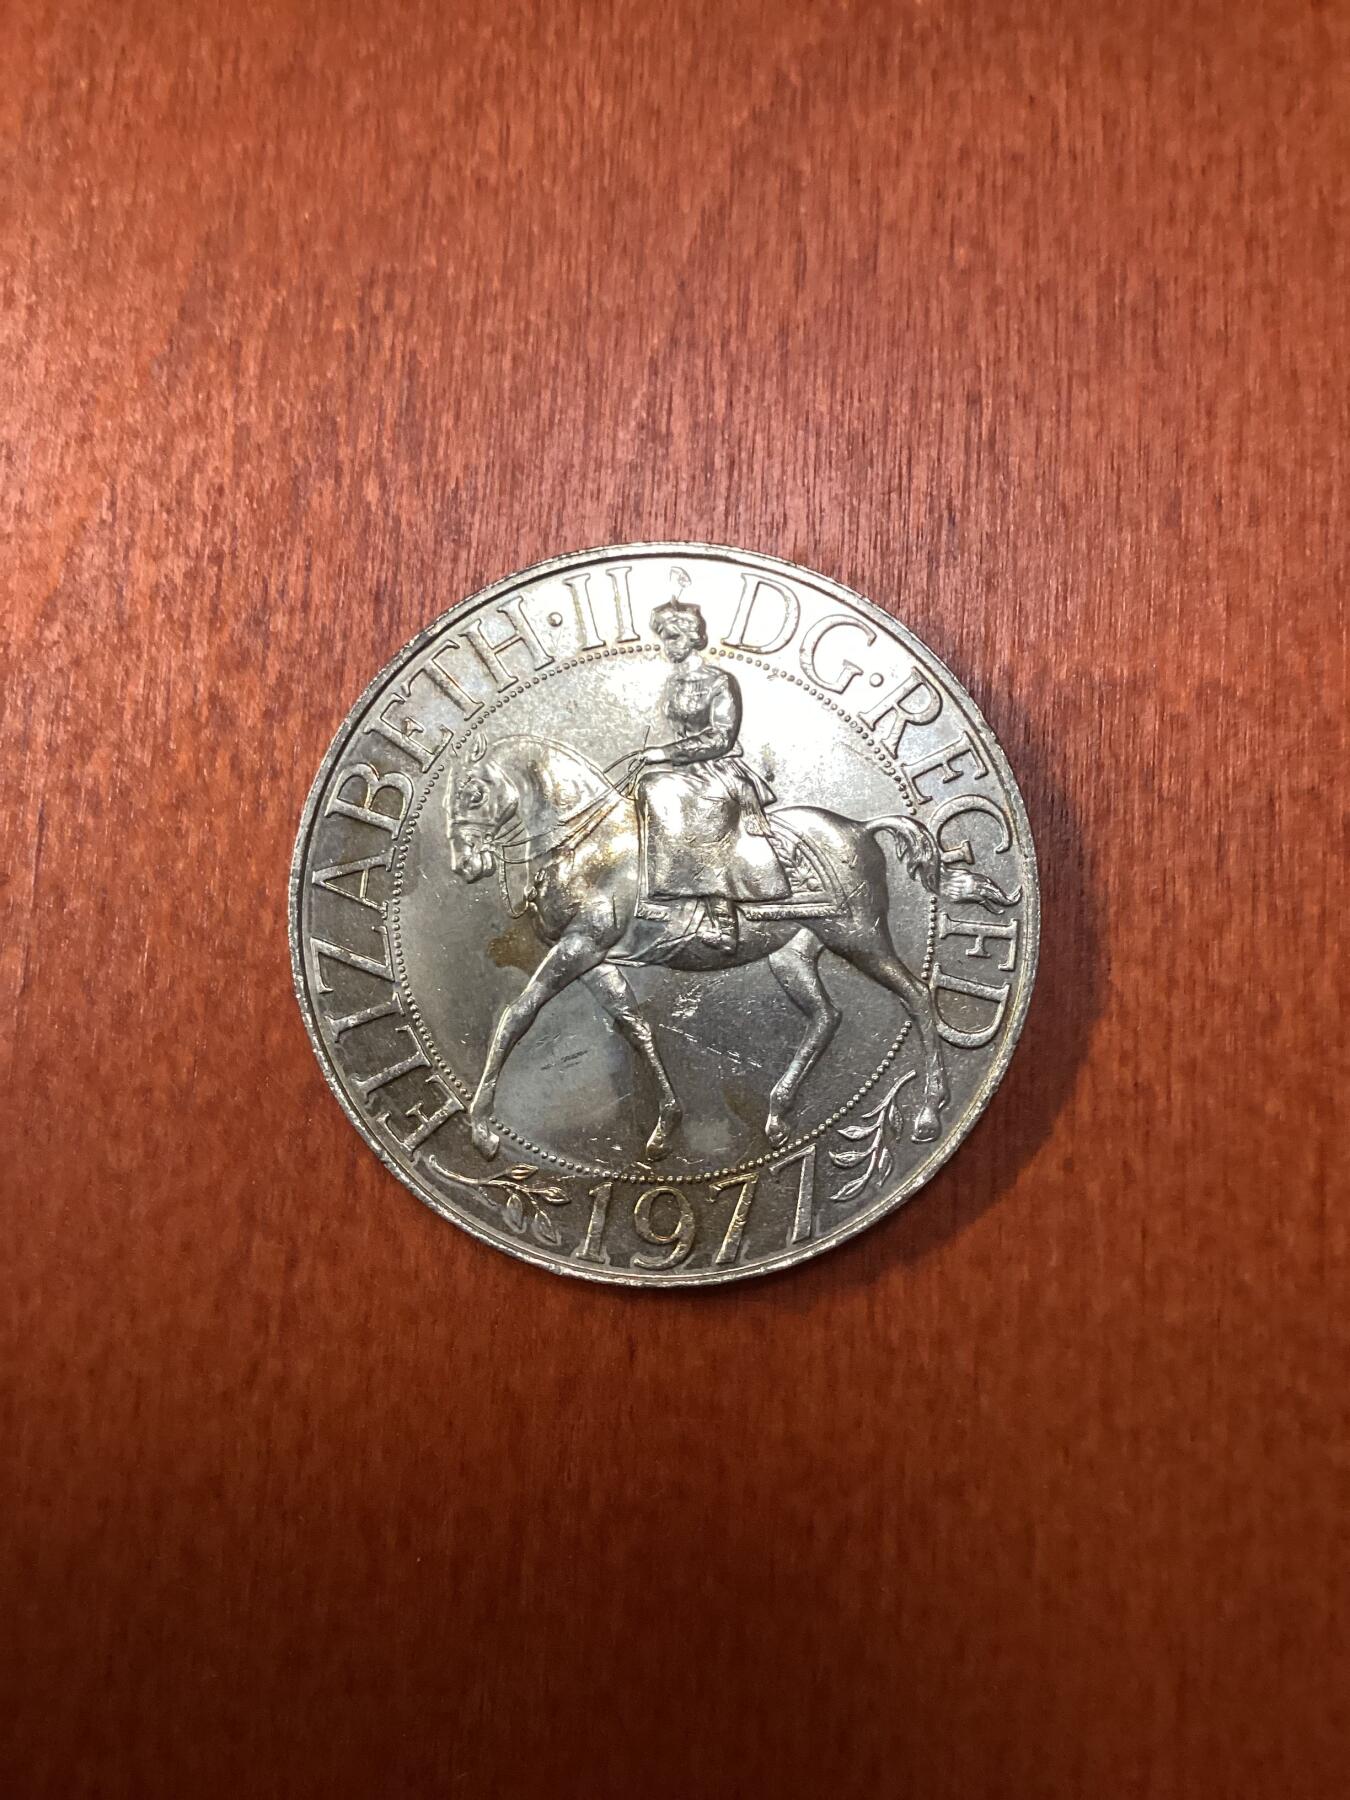 ELIZABETH·II DG·REG FD
1977